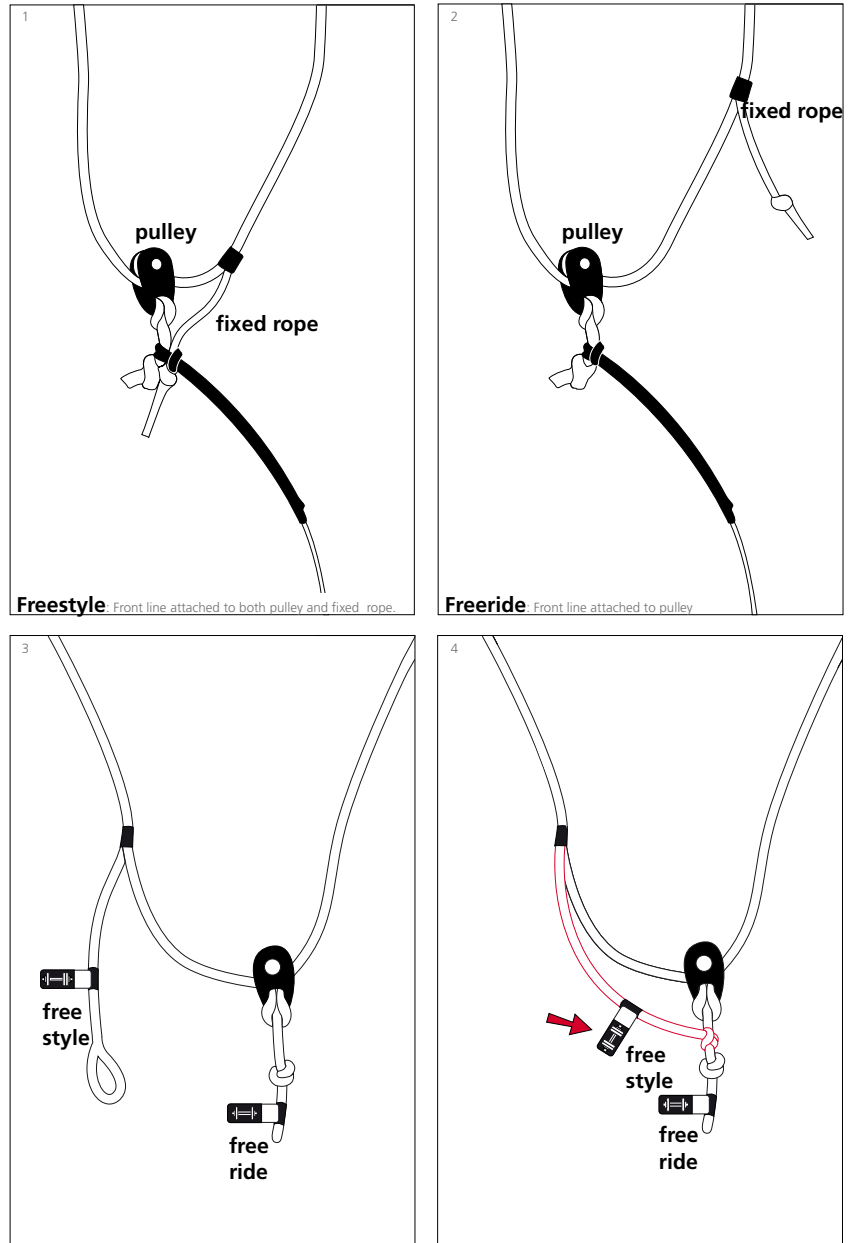 1
pulley
fixed rope
Freestyle: Front line attached to both pulley and fixed rope.
2
fixed rope
pulley
Freeride: Front line attached to pulley
3
free
style
free
ride
4
free
style
free
ride